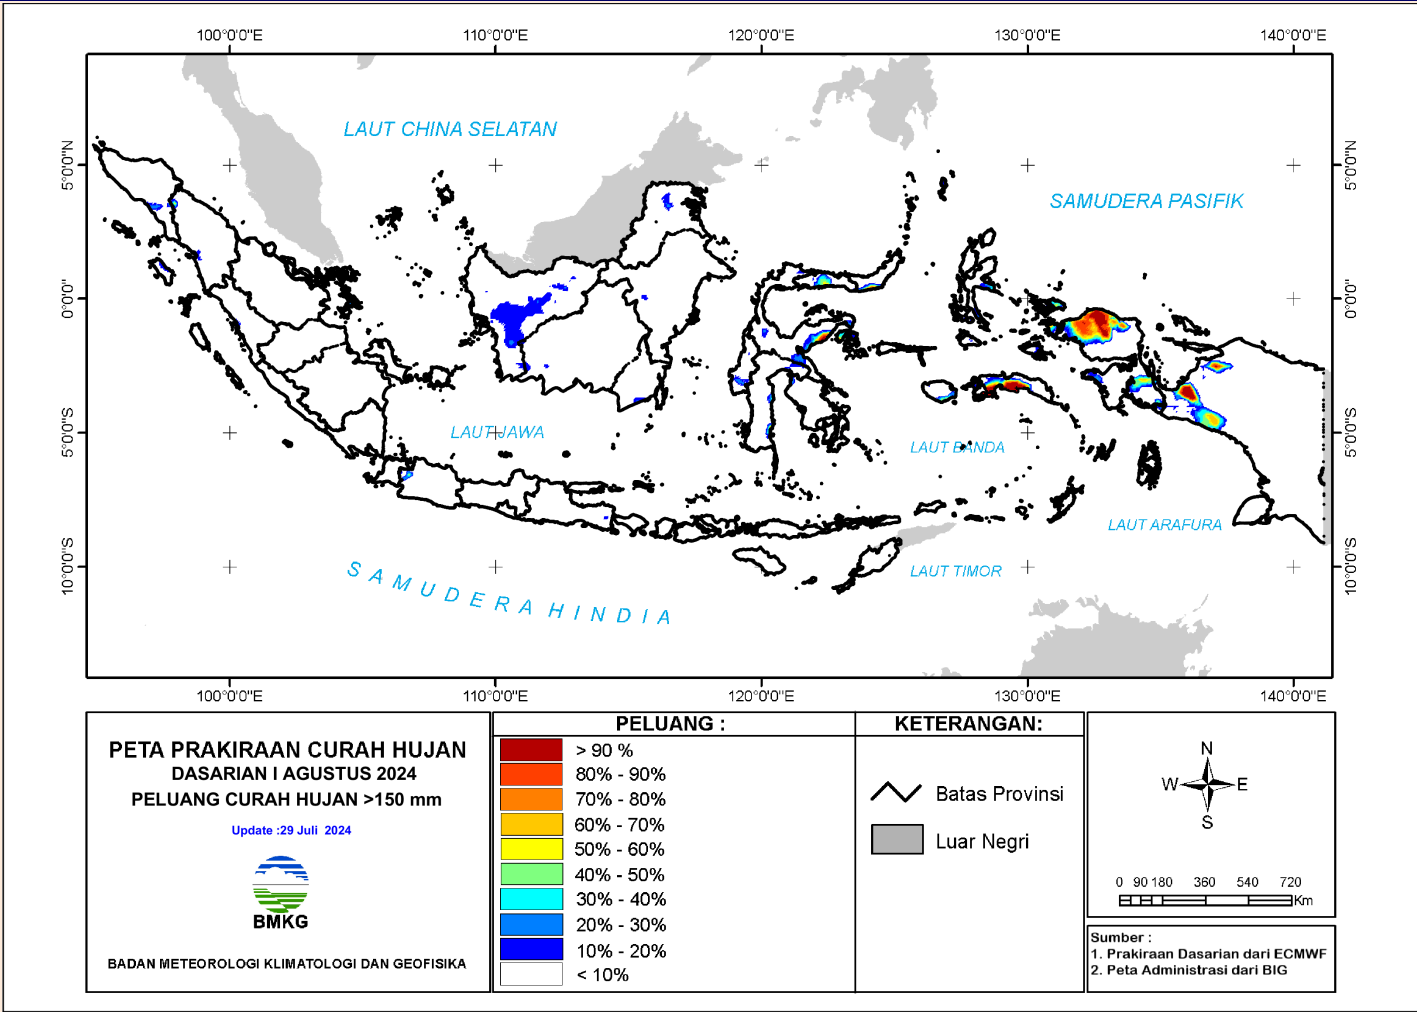 100°0'0"E 110°0'0"E 120°0'0"E 130°0'0"E 140°0'0"E
LAUT CHINA SELATAN
5°0'0"N 5°0'0"N
SAMUDERA PASIFIK
0°0'0" 0°0'0"
LAUT JAWA
5°0'0"S 5°0'0"S
LAUT BANDA
LAUT ARAFURA
10°0'0"S 10°0'0"S
LAUT TIMOR
SAMUDERA HINDIA
100°0'0"E 110°0'0"E 120°0'0"E 130°0'0"E 140°0'0"E
PETA PRAKIRAAN CURAH HUJAN
DASARIAN I AGUSTUS 2024
PELUANG CURAH HUJAN >150 mm
Update :29 Juli 2024
BMKG
BADAN METEOROLOGI KLIMATOLOGI DAN GEOFISIKA
PELUANG :
> 90 %
80% - 90%
70% - 80%
60% - 70%
50% - 60%
40% - 50%
30% - 40%
20% - 30%
10% - 20%
< 10%
KETERANGAN:
Batas Provinsi
Luar Negri
N
W E
S
0 90 180 360 540 720
Km
Sumber :
1. Prakiraan Dasarian dari ECMWF
2. Peta Administrasi dari BIG